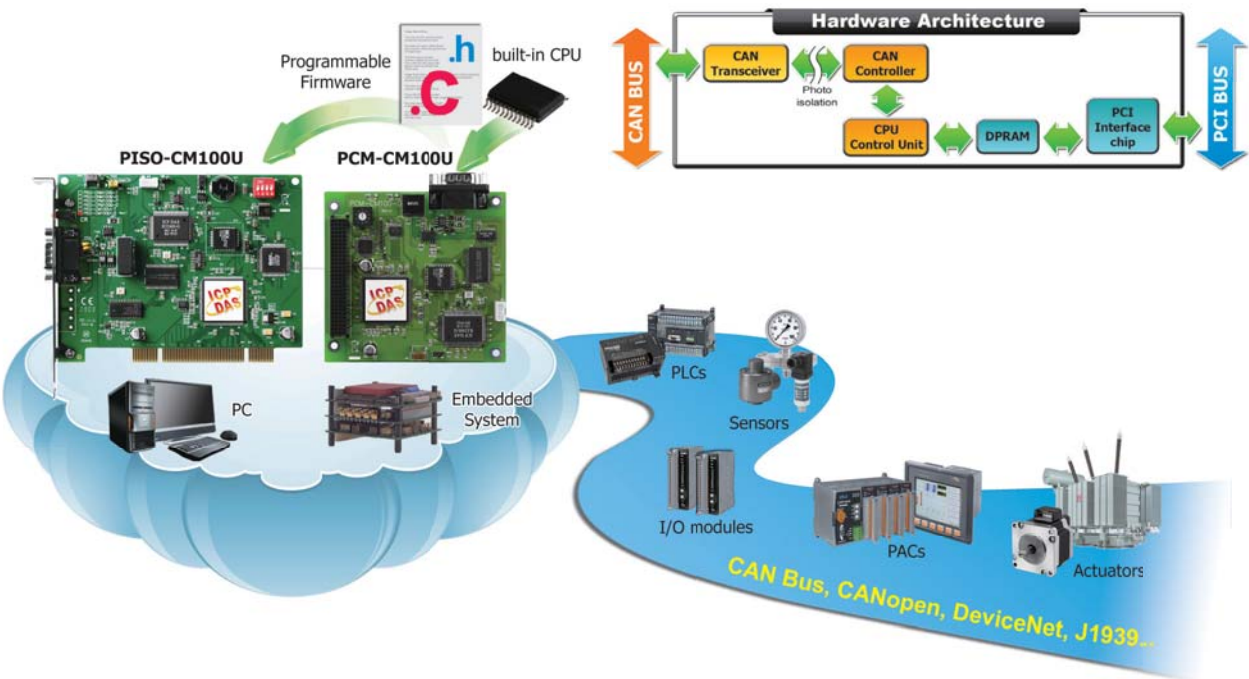 Programmable
Firmware
.h
.c
built-in CPU
PISO-CM100U
PCM-CM100U
ICP
DAS
ICP
DAS
PC
Embedded
System
Hardware Architecture
CAN BUS
CAN
Transceiver
Photo
isolation
CAN
Controller
CPU
Control Unit
DPRAM
PCI
Interface
chip
PCI BUS
PLCs
Sensors
I/O modules
PACs
Actuators
CAN Bus, CANopen, DeviceNet, J1939...